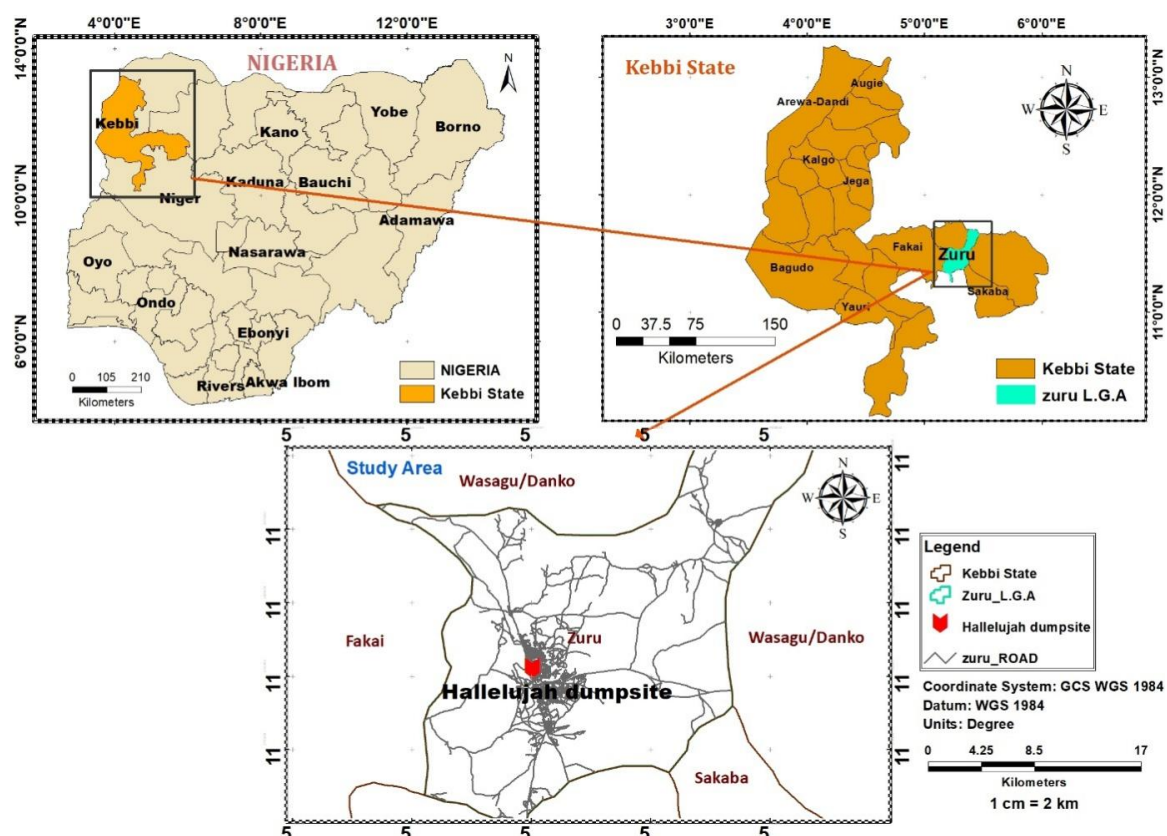 4°0'0"E 8°0'0"E 12°0'0"E
14°0'0"N
10°0'0"N
6°0'0"N
NIGERIA
N
Kebbi
Kano
Yobe
Borno
Kaduna
Bauchi
Niger
Adamawa
Nasarawa
Oyo
Ondo
Ebonyi
Rivers
Akwa Ibom
0 105 210
Kilometers
NIGERIA
Kebbi State
3°0'0"E 4°0'0"E 5°0'0"E 6°0'0"E
13°0'0"N
12°0'0"N
11°0'0"N
Kebbi State
N
W E
S
Augie
Arewa-Dandi
Kalgo
Jega
Fakai
Zuru
Bagudo
Sakaba
Yauri
0 37.5 75 150
Kilometers
Kebbi State
zuru L.G.A
5 5 5 5 5
11 11
11 11
11 11
11 11
11 11
Study Area
Wasagu/Danko
N
W E
S
Fakai
Zuru
Wasagu/Danko
Hallelujah dumpsite
Sakaba
5 5 5 5 5
Legend
Kebbi State
Zuru_L.G.A
Hallelujah dumpsite
zuru_ROAD
Coordinate System: GCS WGS 1984
Datum: WGS 1984
Units: Degree
0 4.25 8.5 17
Kilometers
1 cm = 2 km